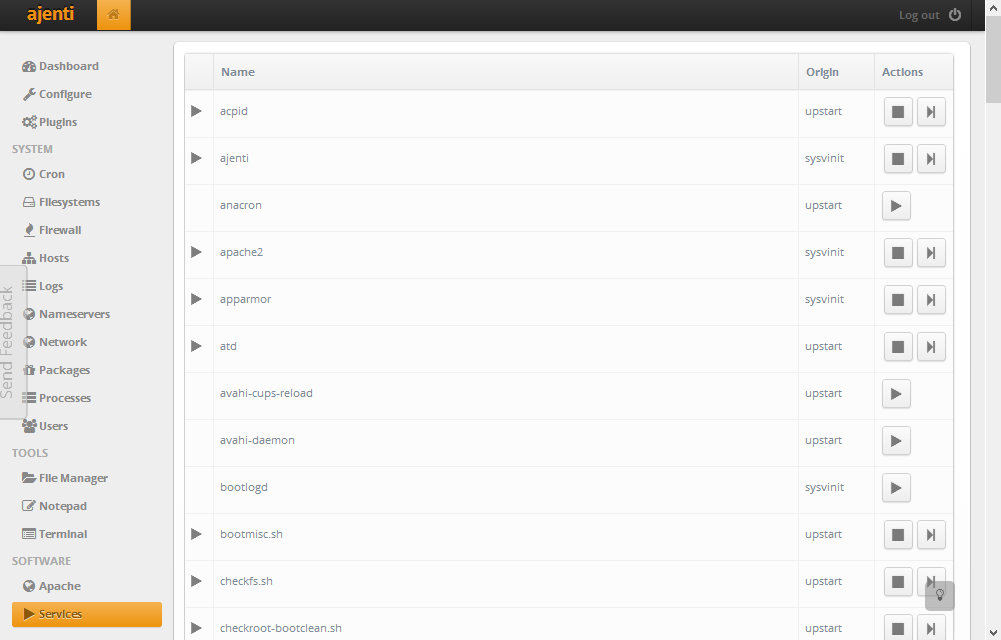 ajenti
Log out
Dashboard
Configure
Plugins
SYSTEM
Cron
Filesystems
Firewall
Hosts
Logs
Nameservers
Network
Packages
Processes
Users
TOOLS
File Manager
Notepad
Terminal
SOFTWARE
Apache
Services
Send Feedback
Name Origin Actions
acpid upstart
ajenti sysvinit
anacron upstart
apache2 sysvinit
apparmor sysvinit
atd upstart
avahi-cups-reload upstart
avahi-daemon upstart
bootlogd sysvinit
bootmisc.sh upstart
checkfs.sh upstart
checkroot-bootclean.sh upstart